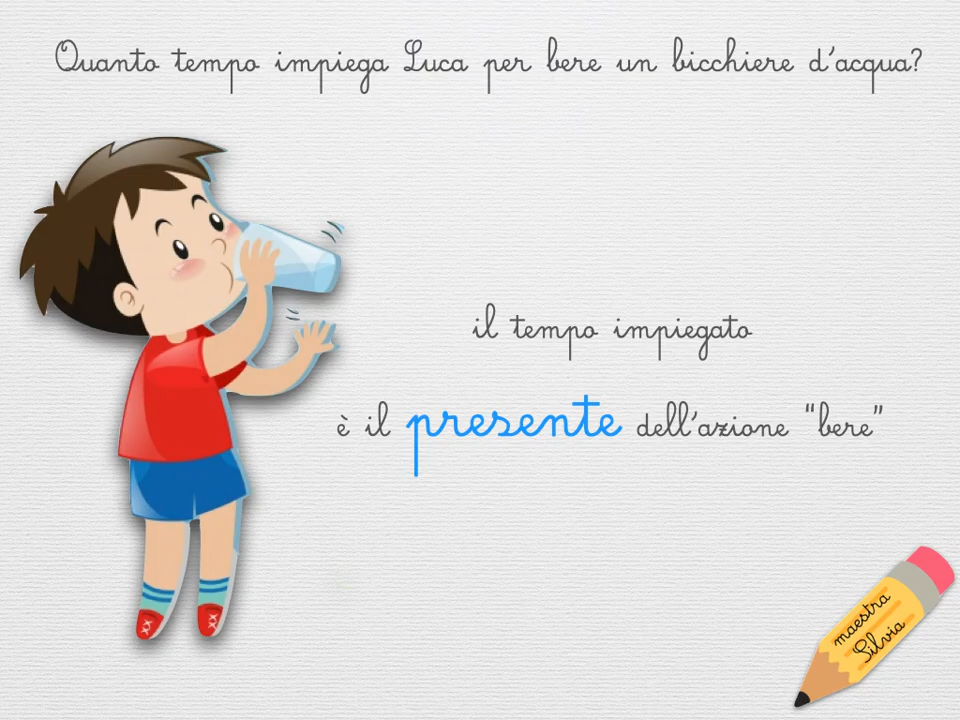 Quanto tempo impiega Luca per bere un bicchiere d'acqua?
il tempo impiegato
è il presente dell'azione "bere"
maestra
Silvia